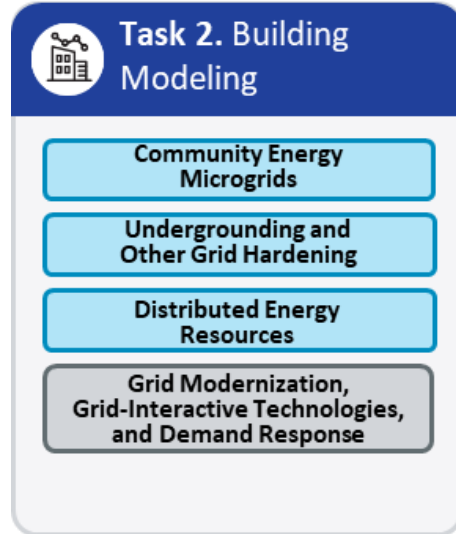 Task 2. Building
Modeling
Community Energy
Microgrids
Undergrounding and
Other Grid Hardening
Distributed Energy
Resources
Grid Modernization,
Grid-Interactive Technologies,
and Demand Response